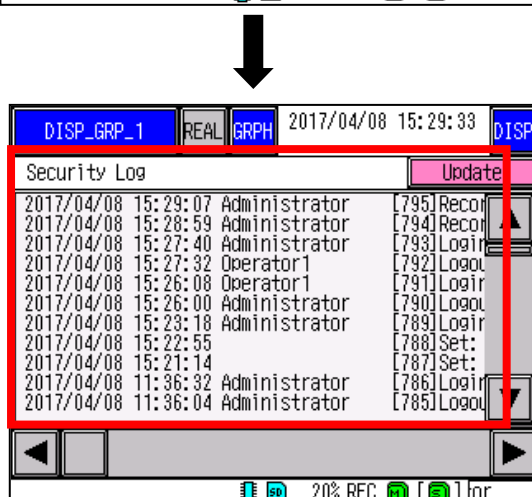 DISP_GRP_1 REAL GRPH 2017/04/08 15:29:33 DISP
Security Log Update
2017/04/08 15:29:07 Administrator [795]Recor
2017/04/08 15:28:59 Administrator [794]Recor
2017/04/08 15:27:40 Administrator [793]Login
2017/04/08 15:27:32 Operator1 [792]Logou
2017/04/08 15:26:08 Operator1 [791]Login
2017/04/08 15:26:00 Administrator [790]Logou
2017/04/08 15:23:18 Administrator [789]Login
2017/04/08 15:22:55 [788]Set:
2017/04/08 15:21:14 [787]Set:
2017/04/08 11:36:32 Administrator [786]Login
2017/04/08 11:36:04 Administrator [785]Logou
SD 20% REC M [S]